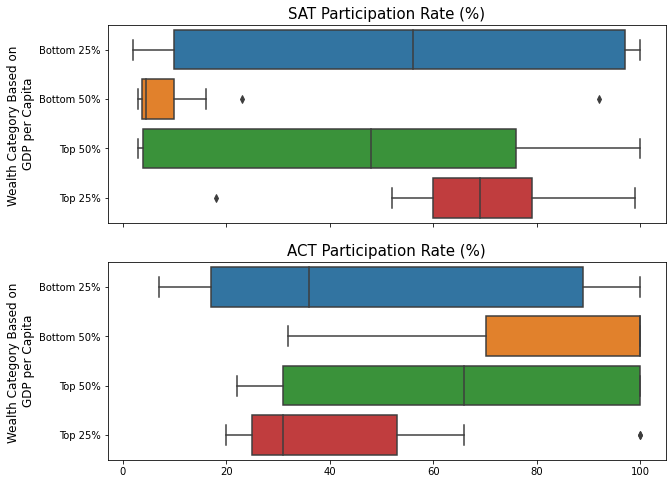 SAT Participation Rate (%)
Wealth Category Based on
GDP per Capita
Bottom 25%
Bottom 50%
Top 50%
Top 25%
ACT Participation Rate (%)
Wealth Category Based on
GDP per Capita
Bottom 25%
Bottom 50%
Top 50%
Top 25%
0 20 40 60 80 100